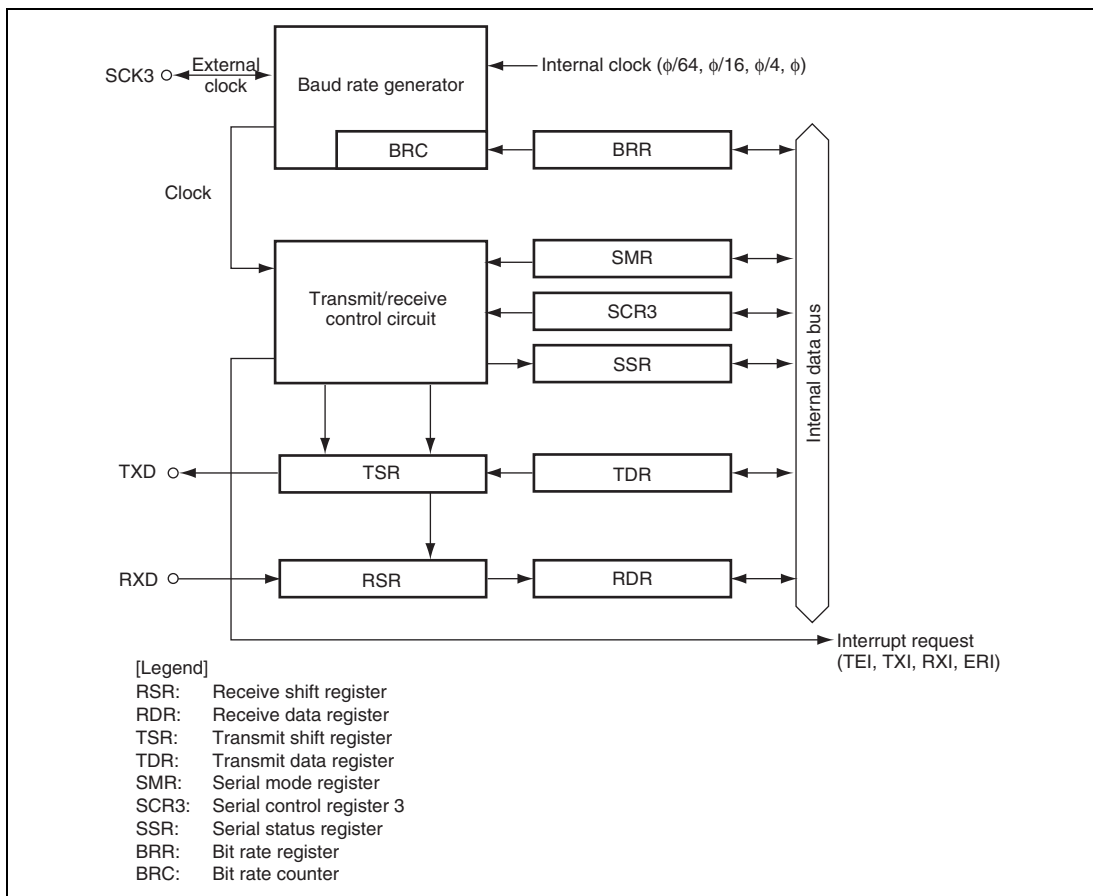 SCK3
External
clock
Baud rate generator
Internal clock (ϕ/64, ϕ/16, ϕ/4, ϕ)
BRC
BRR
Clock
SMR
Transmit/receive
control circuit
SCR3
SSR
Internal data bus
TXD
TSR
TDR
RXD
RSR
RDR
Interrupt request
(TEI, TXI, RXI, ERI)
[Legend]
RSR: Receive shift register
RDR: Receive data register
TSR: Transmit shift register
TDR: Transmit data register
SMR: Serial mode register
SCR3: Serial control register 3
SSR: Serial status register
BRR: Bit rate register
BRC: Bit rate counter